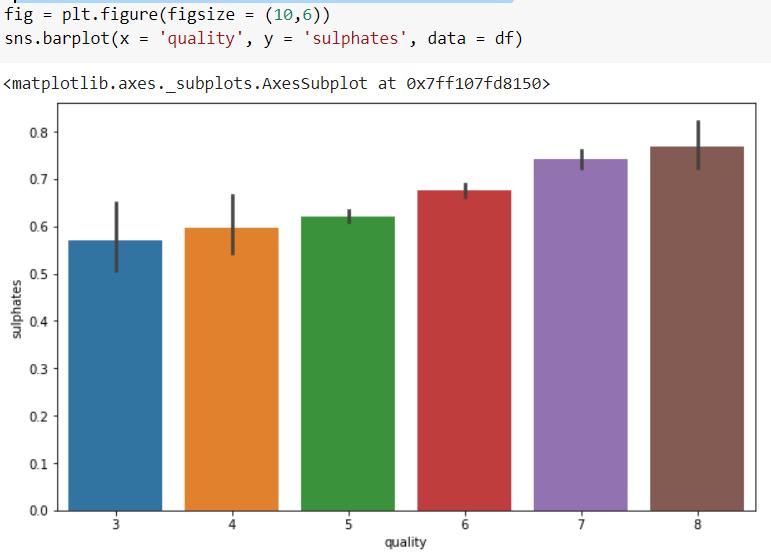 fig = plt.figure(figsize = (10,6))
sns.barplot(x = 'quality', y = 'sulphates', data = df)
<matplotlib.axes._subplots.AxesSubplot at 0x7ff107fd8150>
0.8
0.7
0.6
0.5
0.4
0.3
0.2
0.1
0.0
sulphates
3 4 5 6 7 8
quality